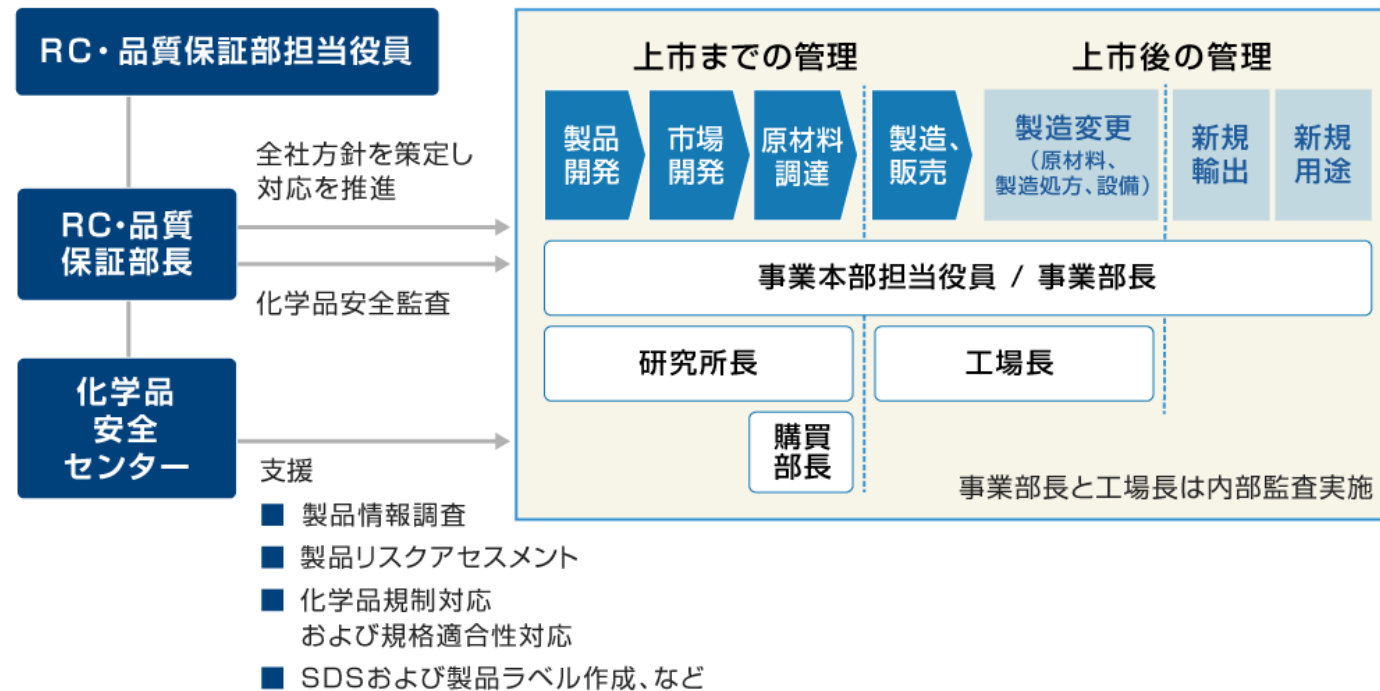 RC・品質保証部担当役員
全社方針を策定し
対応を推進
RC・品質
保証部長
化学品安全監査
化学品
安全
センター
支援
■ 製品情報調査
■ 製品リスクアセスメント
■ 化学品規制対応
および規格適合性対応
■ SDSおよび製品ラベル作成、など
上市までの管理
上市後の管理
製品
開発
市場
開発
原材料
調達
製造、
販売
製造変更
(原材料、
製造処方、設備)
新規
輸出
新規
用途
事業本部担当役員 / 事業部長
研究所長
工場長
購買
部長
事業部長と工場長は内部監査実施